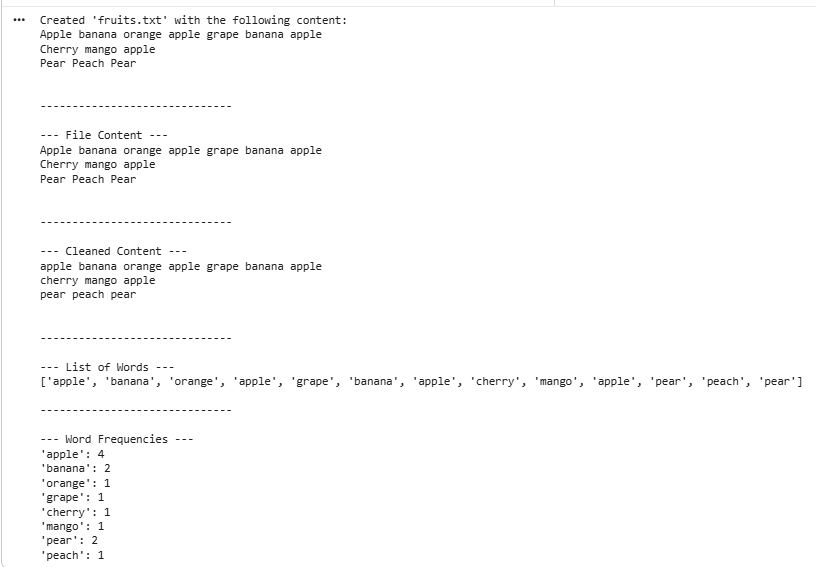 ••• Created 'fruits.txt' with the following content:
Apple banana orange apple grape banana apple
Cherry mango apple
Pear Peach Pear
------------------------------
--- File Content ---
Apple banana orange apple grape banana apple
Cherry mango apple
Pear Peach Pear
------------------------------
--- Cleaned Content ---
apple banana orange apple grape banana apple
cherry mango apple
pear peach pear
------------------------------
--- List of Words ---
['apple', 'banana', 'orange', 'apple', 'grape', 'banana', 'apple', 'cherry', 'mango', 'apple', 'pear', 'peach', 'pear']
------------------------------
--- Word Frequencies ---
'apple': 4
'banana': 2
'orange': 1
'grape': 1
'cherry': 1
'mango': 1
'pear': 2
'peach': 1